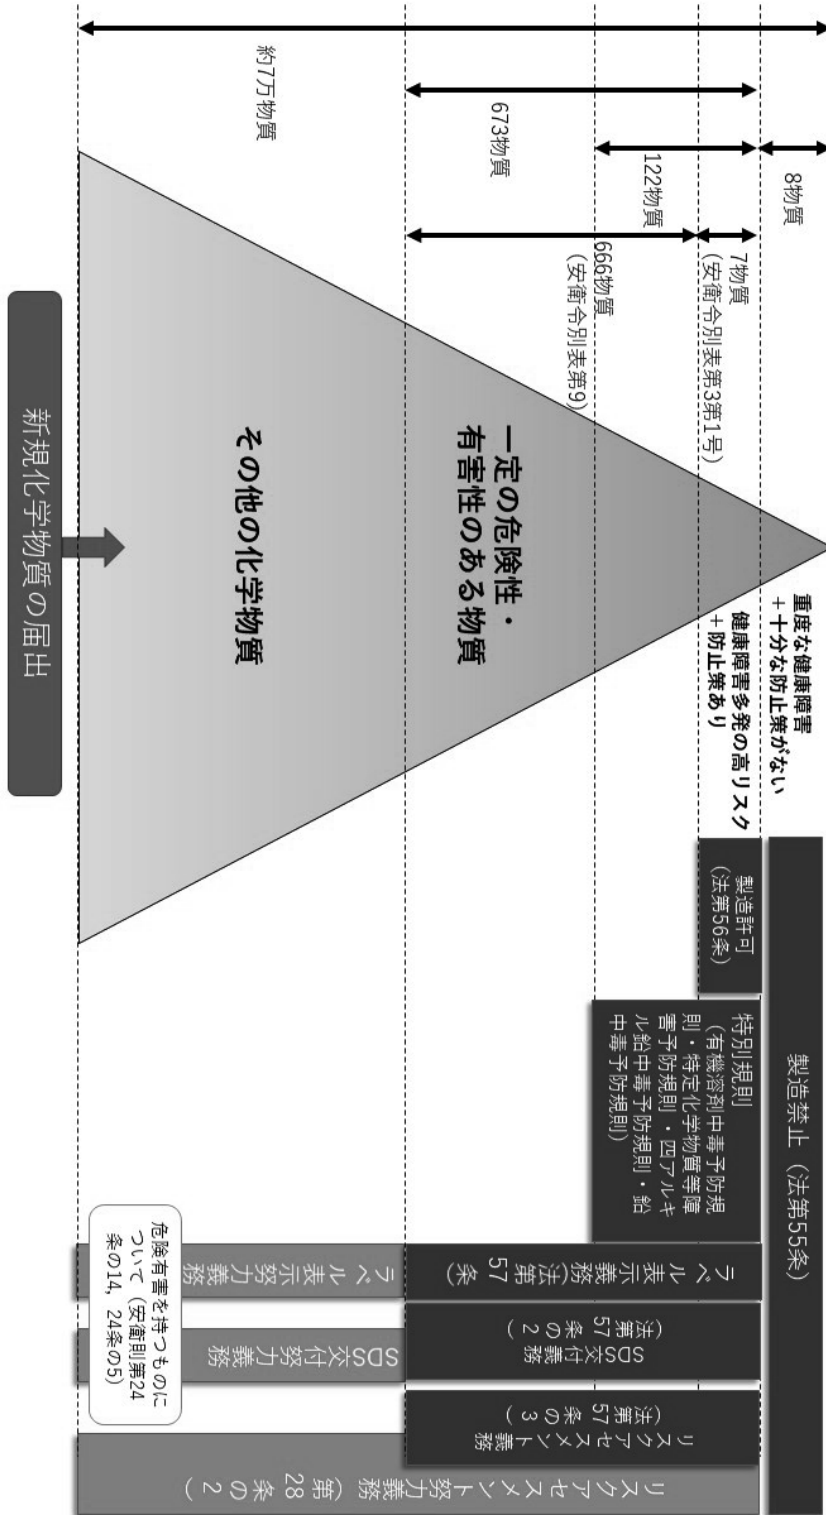 約7万物質
673物質
122物質
8物質
666物質
(安衛令別表第9)
7物質
(安衛令別表第3第1号)
重度な健康障害
+十分な防止策がない
健康障害多発の高リスク
+防止策あり
一定の危険性・
有害性のある物質
その他の化学物質
新規化学物質の届出
製造禁止（法第55条）
製造許可
（法第56条）
特別規則
（有機溶剤中毒予防規
則・特定化学物質等障
害予防規則・四アルキ
ル鉛中毒予防規則・鉛
中毒予防規則）
ラベル表示義務(法第57
条)
ラベル表示努力義務
SDS交付義務
(法第57条の2)
SDS交付努力義務
リスクアセスメント義務
(法第57条の3)
リスクアセスメント努力義務(第28条の2)
危険有害を持つものに
ついて（安衛則第24
条の14，24条の5）